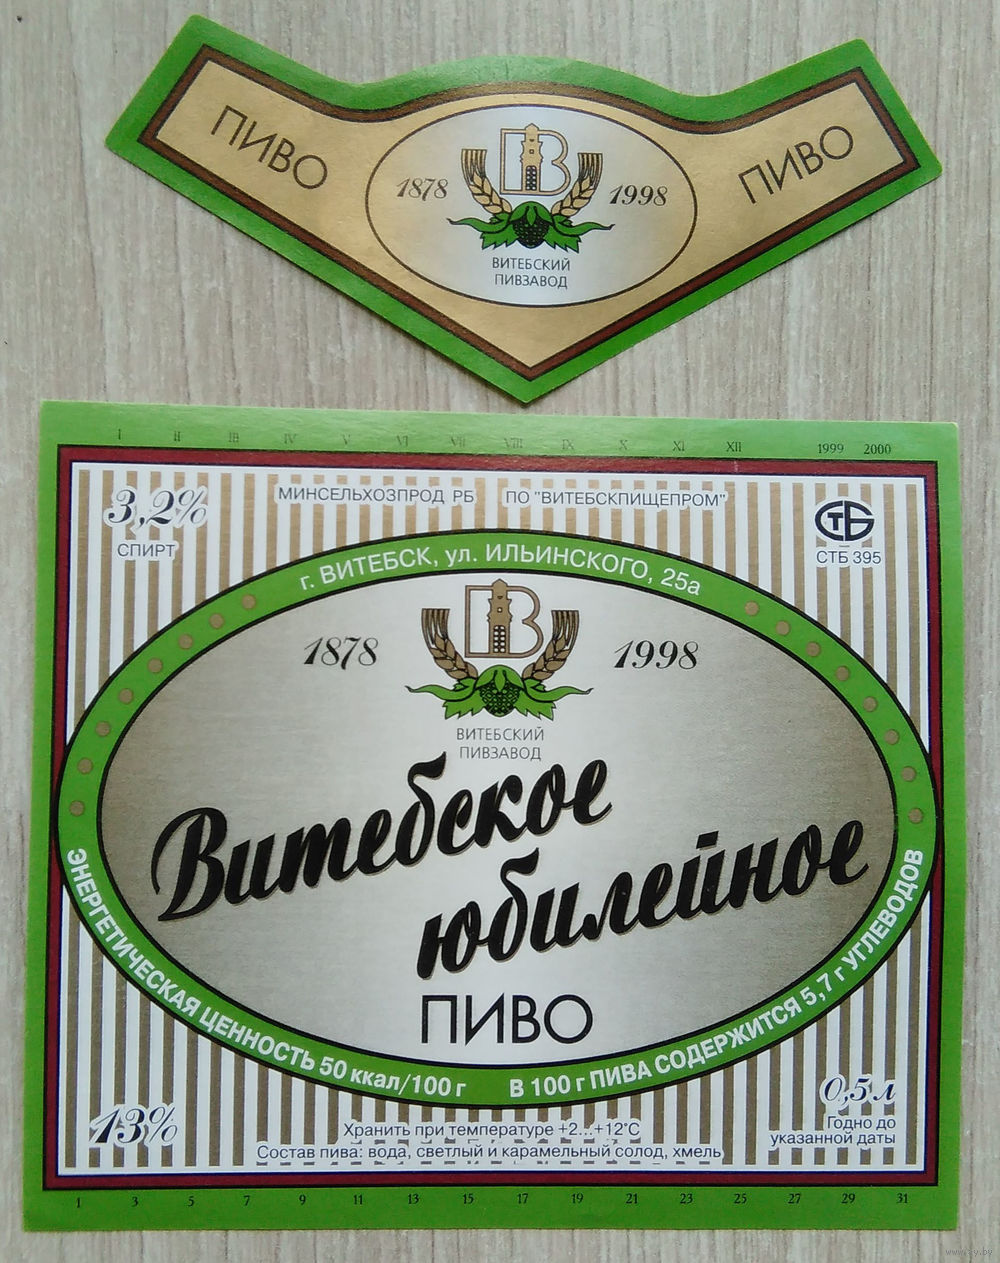 ПИВО
1878
1998
ВИТЕБСКИЙ
ПИВЗАВОД
ПИВО
I II III IV V VI VII VIII IX X XI XII 1999 2000
3,2%
СПИРТ
МИНСЕЛЬХОЗПРОД РБ ПО "ВИТЕБСКПИЩЕПРОМ"
СТБ
СТБ 395
г. ВИТЕБСК, ул. ИЛЬИНСКОГО, 25а
1878
1998
ВИТЕБСКИЙ
ПИВЗАВОД
Витебское
юбилейное
ПИВО
ЭНЕРГЕТИЧЕСКАЯ ЦЕННОСТЬ 50 ккал/100 г
В 100 г ПИВА СОДЕРЖИТСЯ 5,7 г УГЛЕВОДОВ
13%
Хранить при температуре +2...+12°С
Состав пива: вода, светлый и карамельный солод, хмель
0,5л
Годно до
указанной даты
1 3 5 7 9 11 13 15 17 19 21 23 25 27 29 31